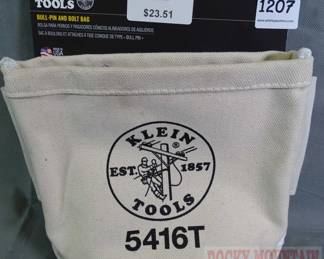 TOOLS
$23.51
1207
BULL-PIN AND BOLT BAG
KLEIN
EST. 1857
TOOLS
5416T
ROCKY MOUNTAIN